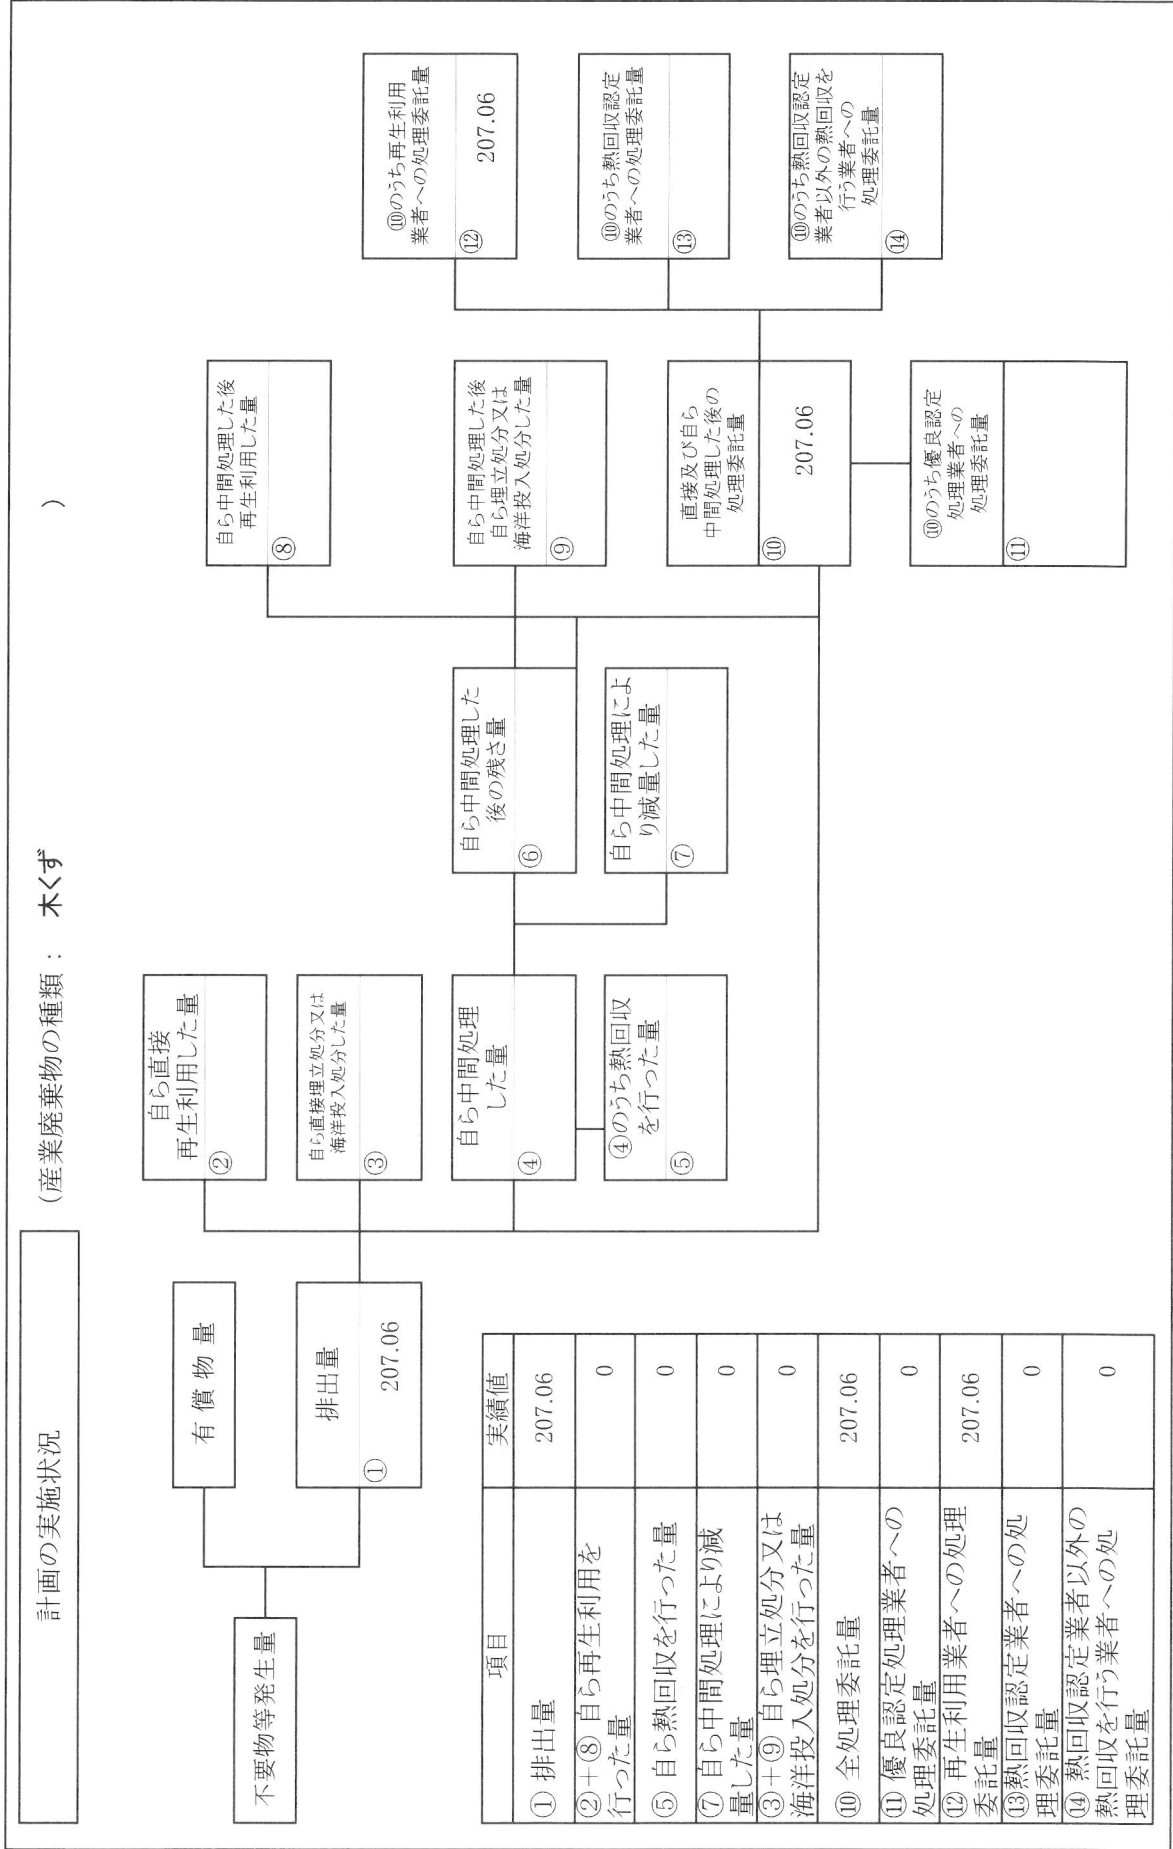 計画の実施状況
(産業廃棄物の種類： 木くず )
不要物等発生量
有 償 物 量
排出量
① 207.06
自ら直接
再生利用した量
②
自ら直接埋立処分又は
海洋投入処分した量
③
自ら中間処理
した量
④
④のうち熱回収
を行った量
⑤
自ら中間処理した
後の残さ量
⑥
自ら中間処理によ
り減量した量
⑦
自ら中間処理した後
再生利用した量
⑧
自ら中間処理した後
自ら埋立処分又は
海洋投入処分した量
⑨
直接及び自ら
中間処理した後の
処理委託量
⑩ 207.06
⑩のうち優良認定
処理業者への
処理委託量
⑪
⑩のうち再生利用
業者への処理委託量
⑫ 207.06
⑩のうち熱回収認定
業者への処理委託量
⑬
⑩のうち熱回収認定
業者以外の熱回収を
行う業者への
処理委託量
⑭
項目 実績値
① 排出量 207.06
②＋⑧ 自ら再生利用を
行った量 0
⑤ 自ら熱回収を行った量 0
⑦ 自ら中間処理により減
量した量 0
③＋⑨ 自ら埋立処分又は
海洋投入処分を行った量 0
⑩ 全処理委託量 207.06
⑪ 優良認定処理業者への
処理委託量 0
⑫ 再生利用業者への処理
委託量 207.06
⑬熱回収認定業者への処
理委託量 0
⑭ 熱回収認定業者以外の
熱回収を行う業者への処
理委託量 0